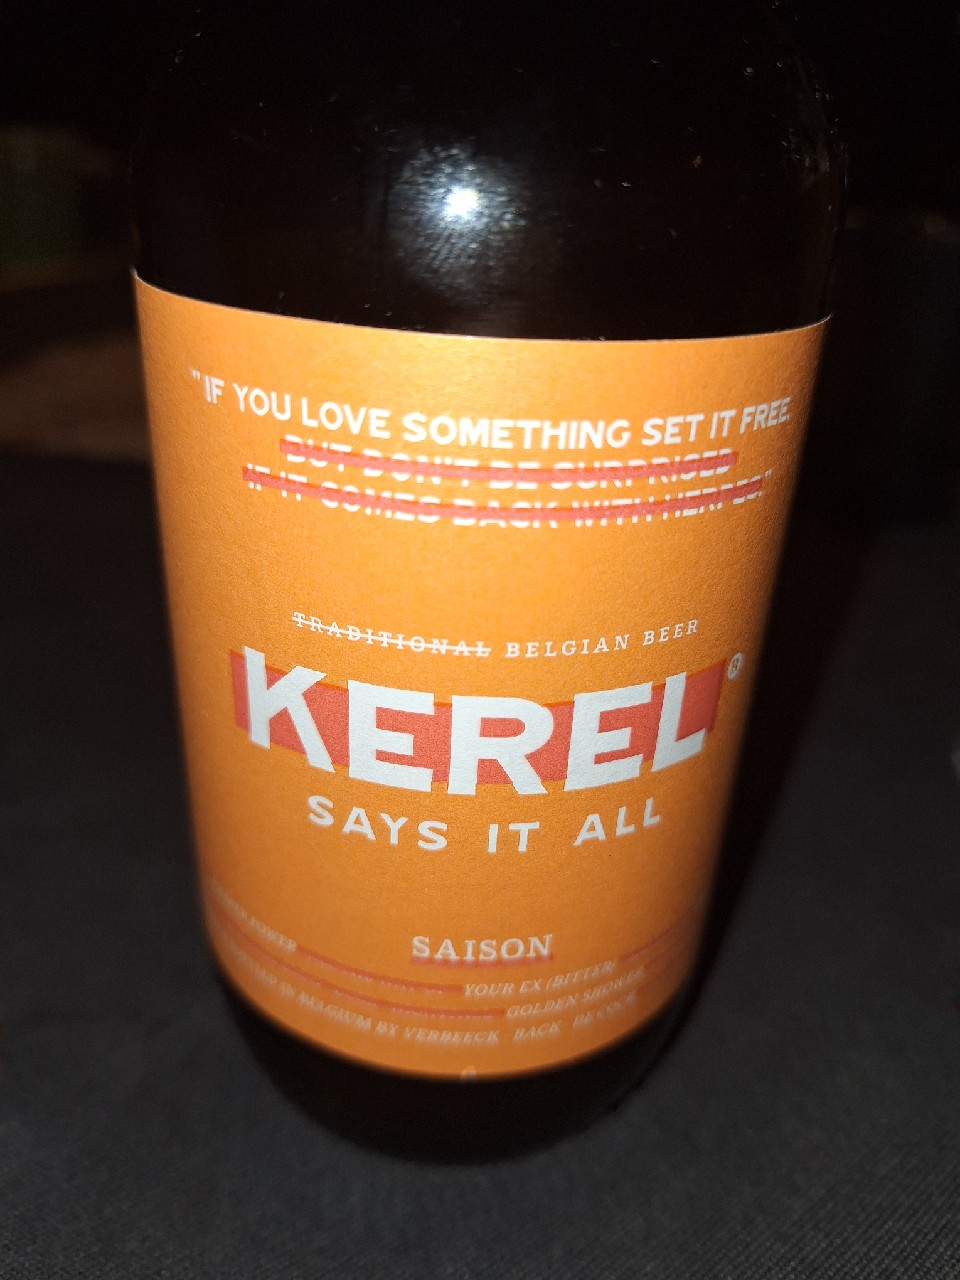 "IF YOU LOVE SOMETHING SET IT FREE,
BUT DON'T BE SURPRISED
IF IT COMES BACK WITH HERPES."
TRADITIONAL BELGIAN BEER
KEREL®
SAYS IT ALL
SAISON
YOUR EX (BITTER)
GOLDEN SHOWER
IN BELGIUM BY VERBEECK - BACK - DE COCK